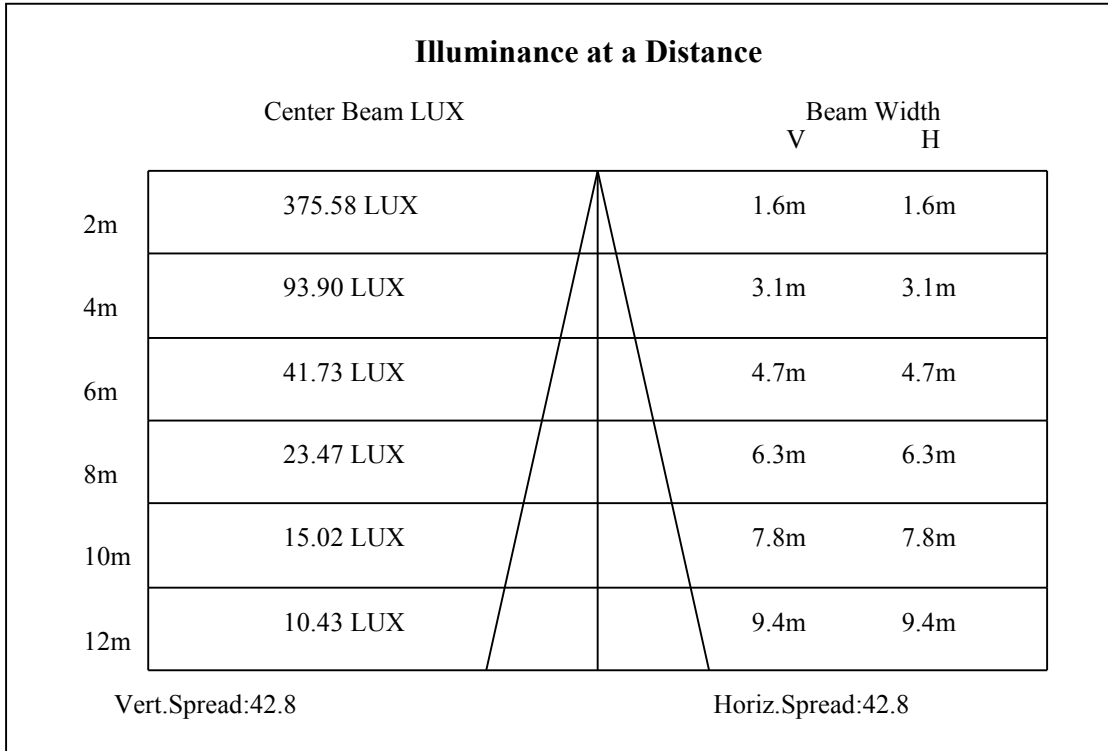 Illuminance at a Distance
Center Beam LUX Beam Width
V H
2m 375.58 LUX 1.6m 1.6m
4m 93.90 LUX 3.1m 3.1m
6m 41.73 LUX 4.7m 4.7m
8m 23.47 LUX 6.3m 6.3m
10m 15.02 LUX 7.8m 7.8m
12m 10.43 LUX 9.4m 9.4m
Vert.Spread:42.8 Horiz.Spread:42.8